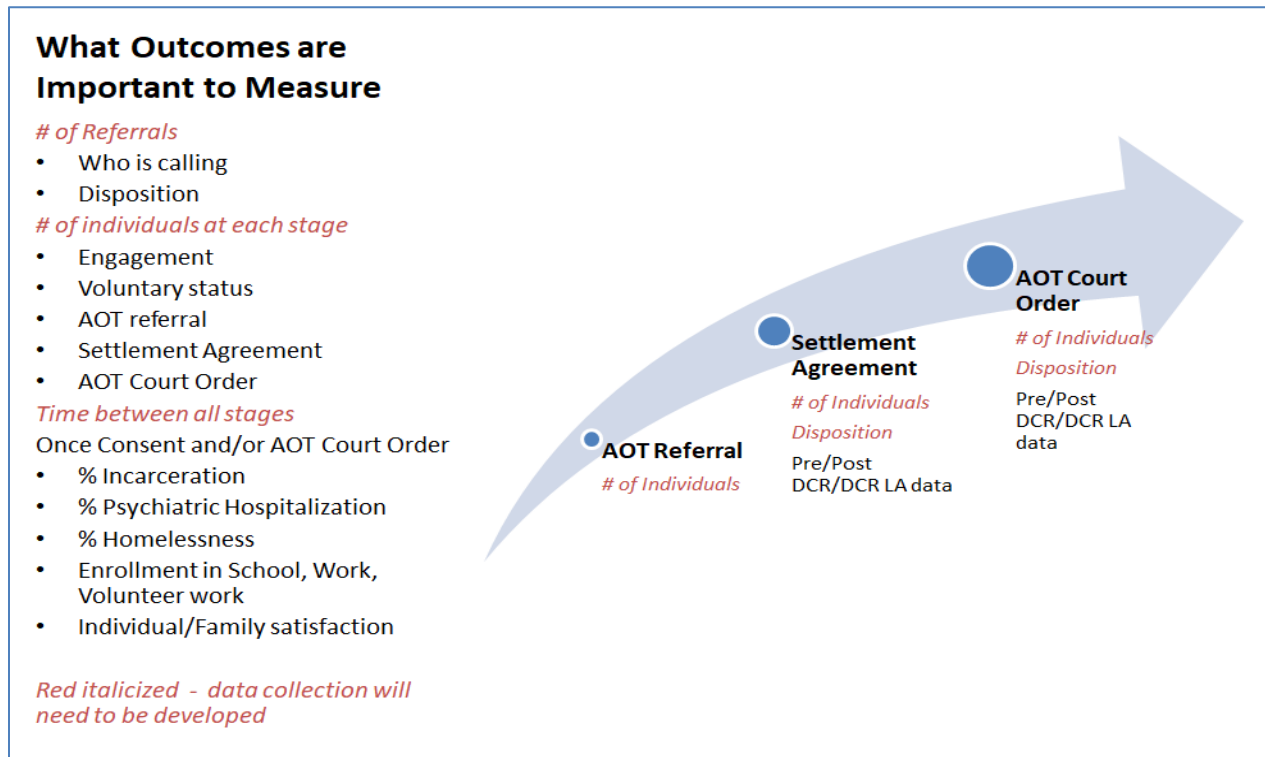 What Outcomes are
Important to Measure
# of Referrals
• Who is calling
• Disposition
# of individuals at each stage
• Engagement
• Voluntary status
• AOT referral
• Settlement Agreement
• AOT Court Order
Time between all stages
Once Consent and/or AOT Court Order
• % Incarceration
• % Psychiatric Hospitalization
• % Homelessness
• Enrollment in School, Work,
Volunteer work
• Individual/Family satisfaction
Red italicized - data collection will
need to be developed
AOT Referral
# of Individuals
Settlement
Agreement
# of Individuals
Disposition
Pre/Post
DCR/DCR LA data
AOT Court
Order
# of Individuals
Disposition
Pre/Post
DCR/DCR LA
data